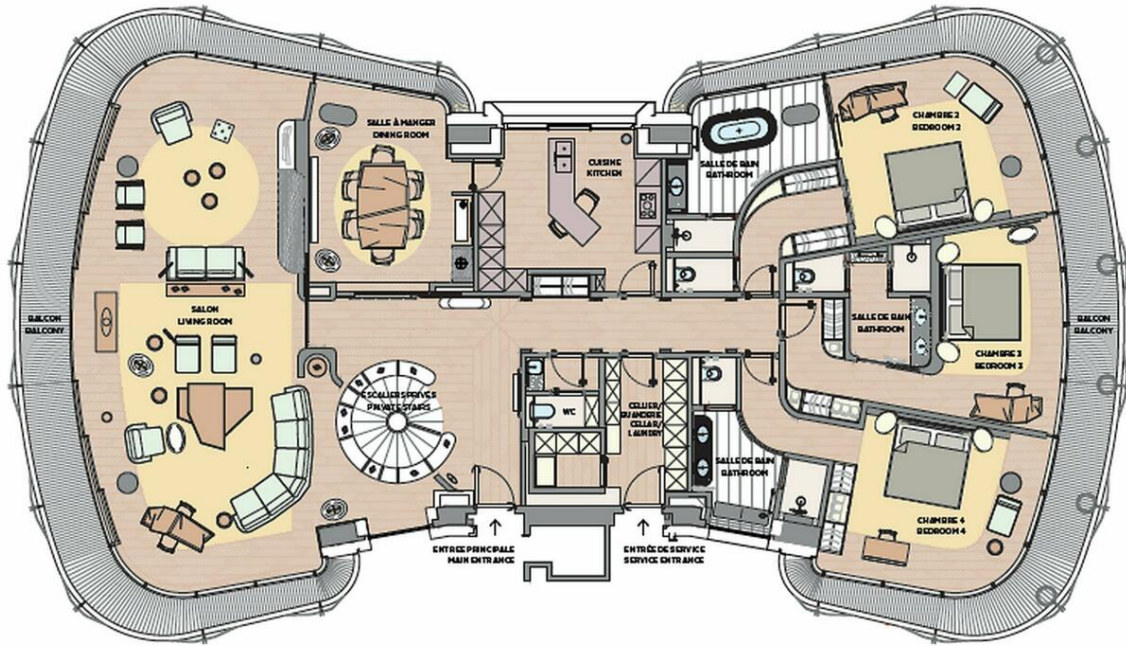 SALLE À MANGER
DINING ROOM
CUISINE
KITCHEN
SALLE DE BAIN
BATHROOM
CHAMBRE 2
BEDROOM 2
SALON
LIVING ROOM
BALCON
BALCONY
SALLE DE BAIN
BATHROOM
CHAMBRE 3
BEDROOM 3
BALCON
BALCONY
ESCALIERS PRIVÉS
PRIVATE STAIRS
WC
CELLIER/
BUANDERIE
CELLAR/
LAUNDRY
SALLE DE BAIN
BATHROOM
CHAMBRE 4
BEDROOM 4
ENTREE PRINCIPALE
MAIN ENTRANCE
ENTRÉE DE SERVICE
SERVICE ENTRANCE